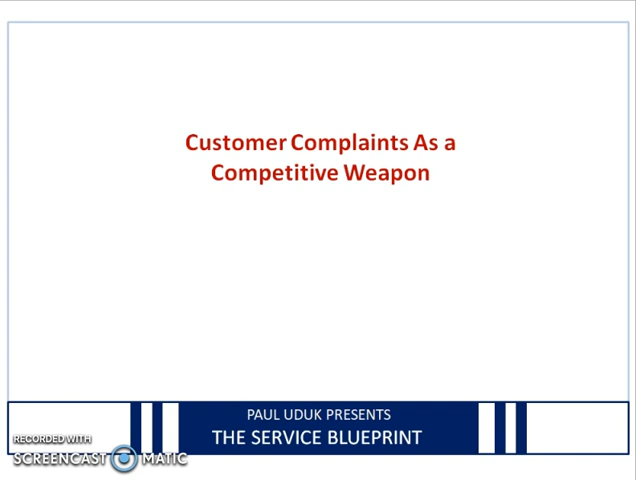 Customer Complaints As a
Competitive Weapon
PAUL UDUK PRESENTS
THE SERVICE BLUEPRINT
RECORDED WITH
SCREENCAST MATIC